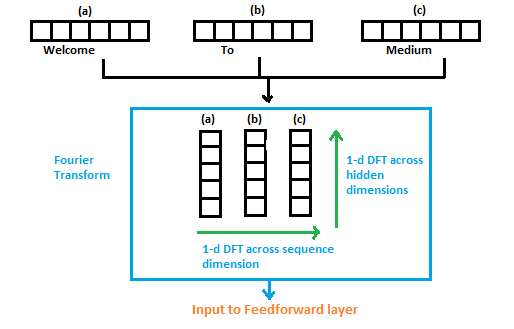 (a)
(b)
(c)
Welcome
To
Medium
Fourier
Transform
(a)
(b)
(c)
1-d DFT across
hidden
dimensions
1-d DFT across sequence
dimension
Input to Feedforward layer